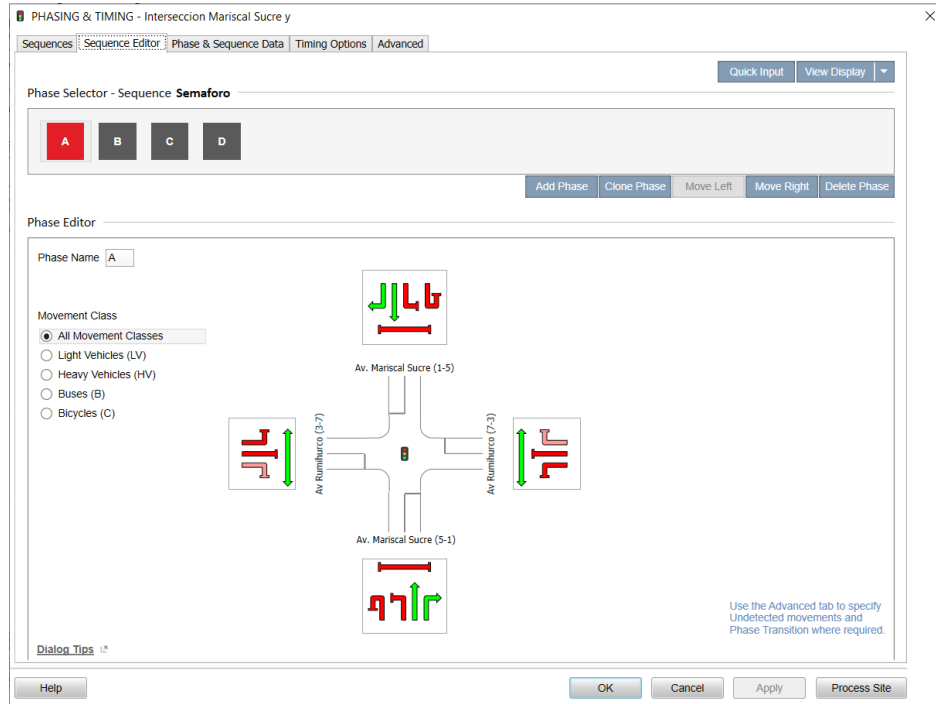 PHASING & TIMING - Interseccion Mariscal Sucre y
Sequences Sequence Editor Phase & Sequence Data Timing Options Advanced
Quick Input View Display
Phase Selector - Sequence Semaforo
A B C D
Add Phase Clone Phase Move Left Move Right Delete Phase
Phase Editor
Phase Name A
Movement Class
All Movement Classes
Light Vehicles (LV)
Heavy Vehicles (HV)
Buses (B)
Bicycles (C)
Av. Mariscal Sucre (1-5)
Av Rumihurco (3-7)
Av Rumihurco (7-3)
Av. Mariscal Sucre (5-1)
Use the Advanced tab to specify
Undetected movements and
Phase Transition where required.
Dialog Tips
Help OK Cancel Apply Process Site